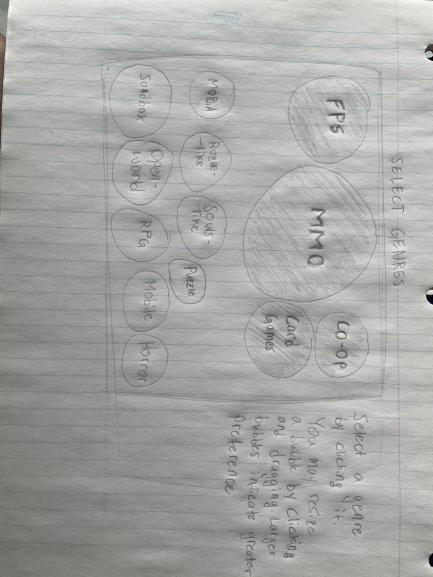 SELECT GENRES
FPS
MMO
CO-OP
Card
Games
MOBA
Rogue-
like
Souls-
like
Puzzle
Sandbox
Open-
world
RPG
Mobile
Horror
Select a genre
by clicking it.
You may resize
a bubble by clicking
and dragging. Larger
bubbles indicate greater
preference